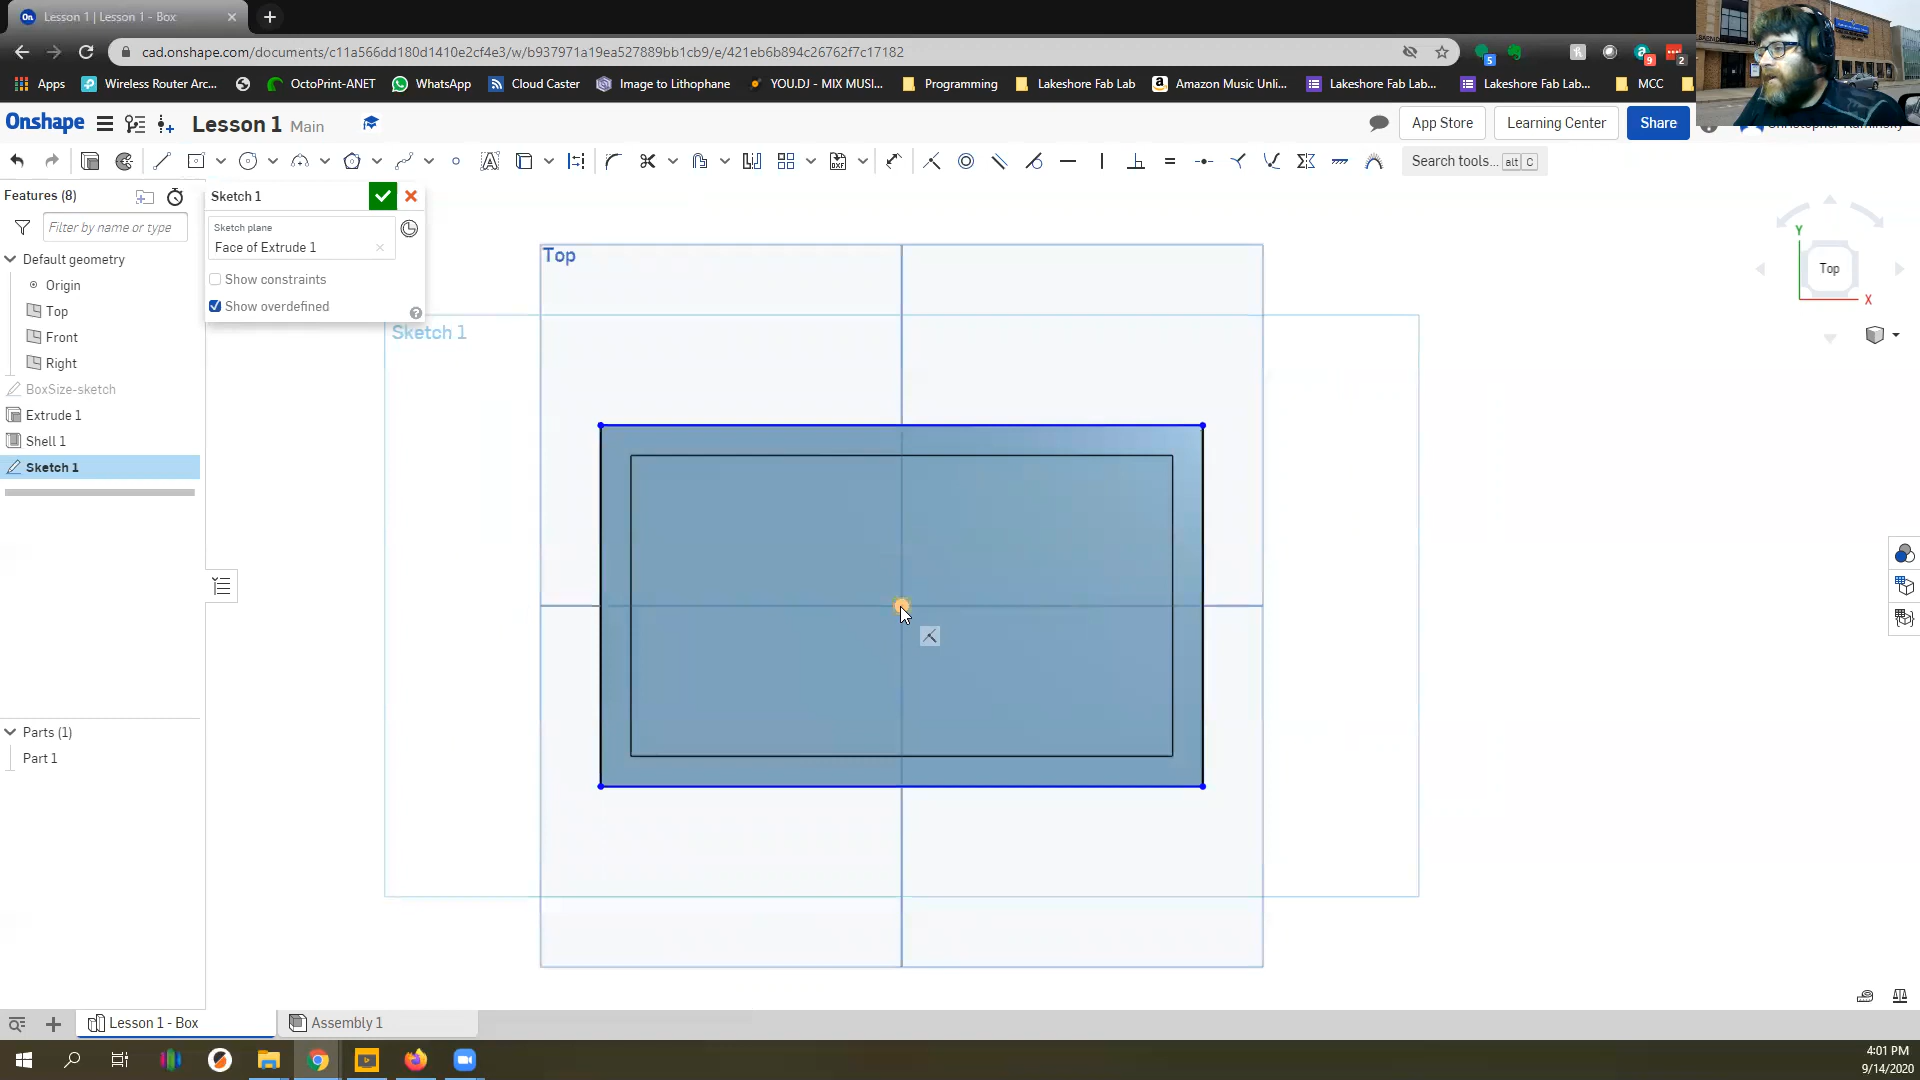 Lesson 1 | Lesson 1 - Box
cad.onshape.com/documents/c11a566dd180d1410e2cf4e3/w/b937971a19ea527889bb1cb9/e/421eb6b894c26762f7c17182
5
9
2
Apps
Wireless Router Arc...
OctoPrint-ANET
WhatsApp
Cloud Caster
Image to Lithophane
YOU.DJ - MIX MUSI...
Programming
Lakeshore Fab Lab
Amazon Music Unli...
Lakeshore Fab Lab...
Lakeshore Fab Lab...
MCC
Onshape
Lesson 1 Main
App Store
Learning Center
Share
Search tools... alt C
Features (8)
Filter by name or type
Default geometry
Origin
Top
Front
Right
BoxSize-sketch
Extrude 1
Shell 1
Sketch 1
Sketch 1
Sketch plane
Face of Extrude 1
Show constraints
Show overdefined
Top
Sketch 1
Y
Top
X
Parts (1)
Part 1
Lesson 1 - Box
Assembly 1
4:01 PM
9/14/2020